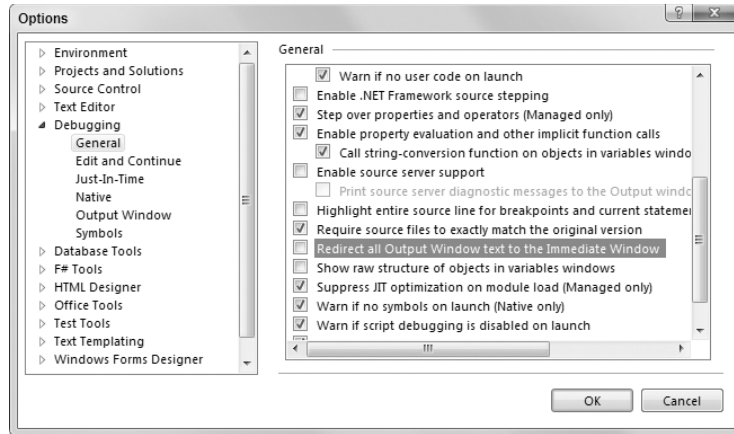 Options
Environment
Projects and Solutions
Source Control
Text Editor
Debugging
General
Edit and Continue
Just-In-Time
Native
Output Window
Symbols
Database Tools
F# Tools
HTML Designer
Office Tools
Test Tools
Text Templating
Windows Forms Designer
General
Warn if no user code on launch
Enable .NET Framework source stepping
Step over properties and operators (Managed only)
Enable property evaluation and other implicit function calls
Call string-conversion function on objects in variables windo
Enable source server support
Print source server diagnostic messages to the Output windo
Highlight entire source line for breakpoints and current statemen
Require source files to exactly match the original version
Redirect all Output Window text to the Immediate Window
Show raw structure of objects in variables windows
Suppress JIT optimization on module load (Managed only)
Warn if no symbols on launch (Native only)
Warn if script debugging is disabled on launch
OK
Cancel